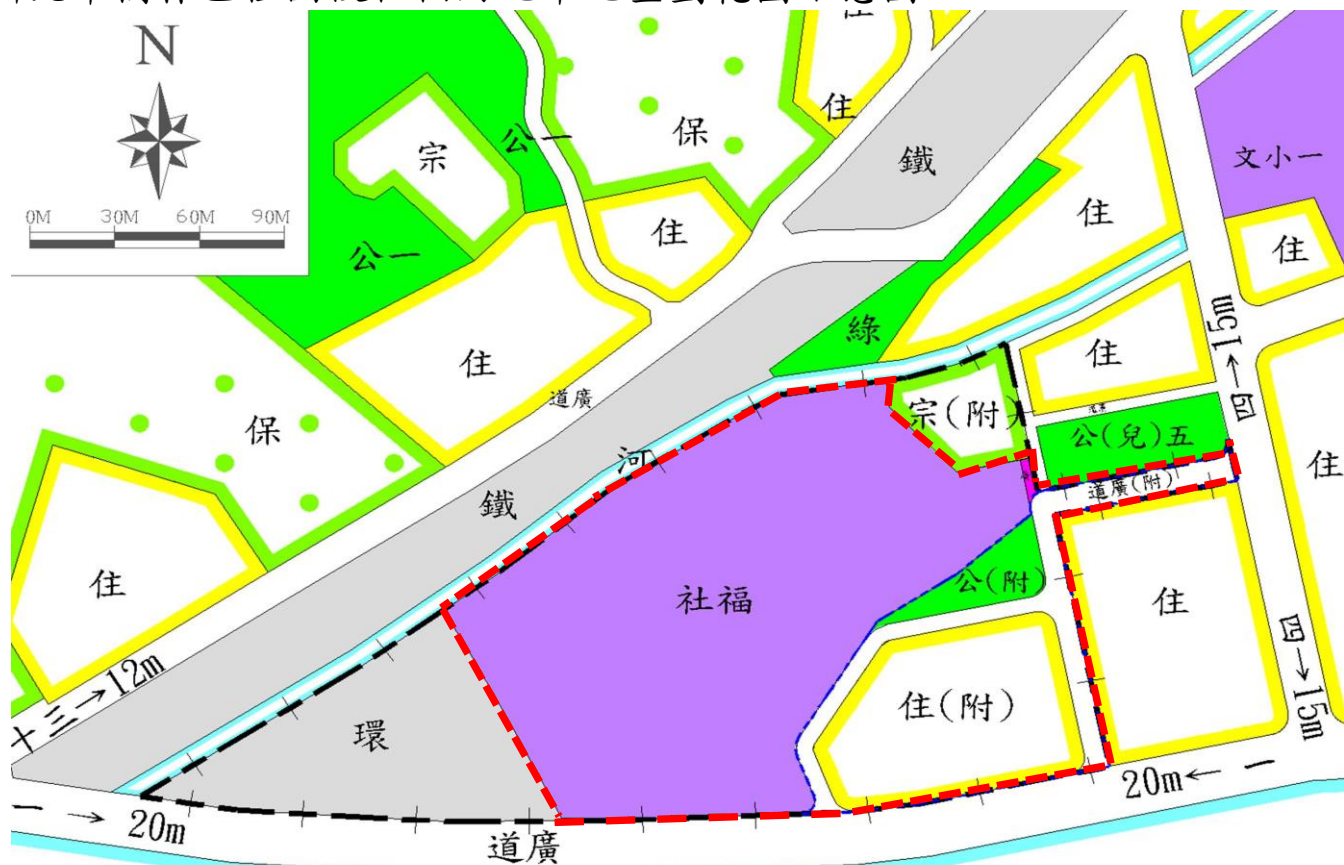 N
0M 30M 60M 90M
公一
宗
保
住
鐵
文小一
公一
住
住
住
綠
住
住
四←15m
道廣
宗(附)
公(兒)五
住
保
河
道廣(附)
鐵
社福
公(附)
住
住
十三→12m
環
住(附)
四→15m
一→20m
道廣
20m←一